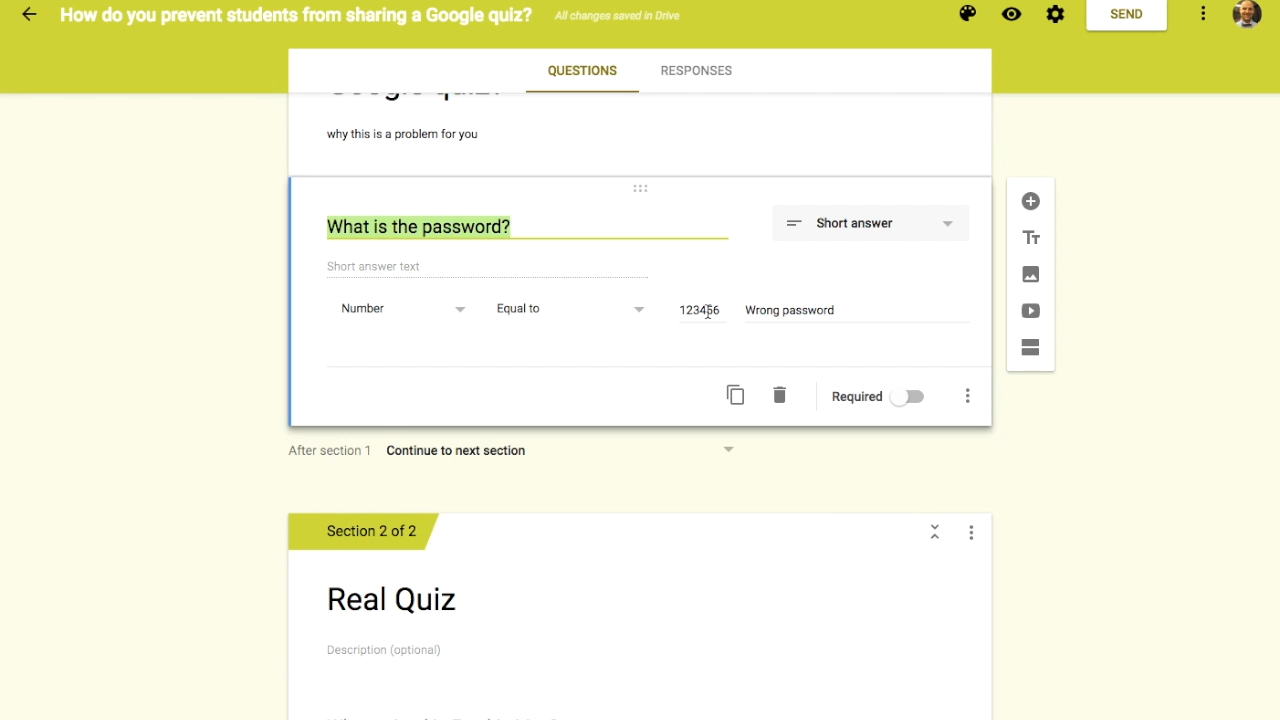 How do you prevent students from sharing a Google quiz? All changes saved in Drive SEND
QUESTIONS RESPONSES
Google quiz?
why this is a problem for you
What is the password? Short answer
Short answer text
Number Equal to 123456 Wrong password
Required
After section 1 Continue to next section
Section 2 of 2
Real Quiz
Description (optional)